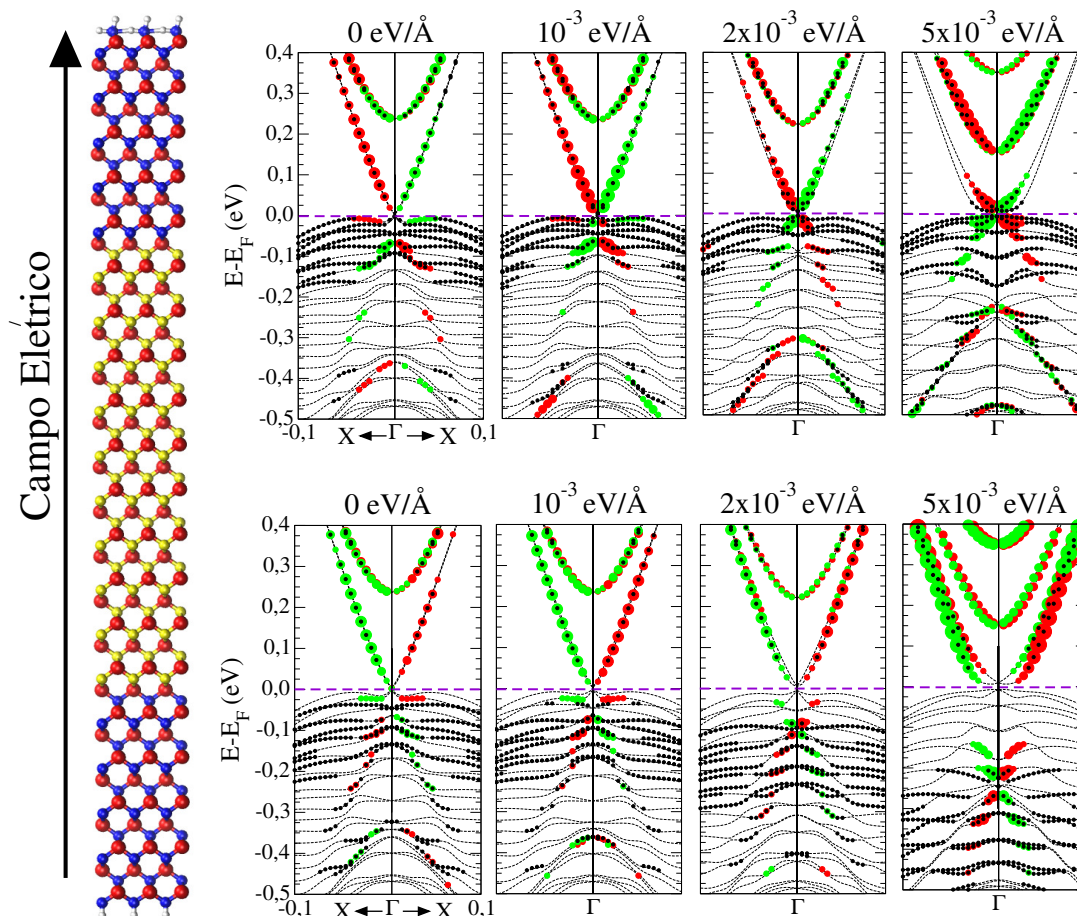 Campo Elétrico
0 eV/Å
10⁻³ eV/Å
2x10⁻³ eV/Å
5x10⁻³ eV/Å
E-E_F (eV)
0,4
0,3
0,2
0,1
0,0
-0,1
-0,2
-0,3
-0,4
-0,5
-0,1 X Γ X 0,1
Γ
Γ
Γ
0 eV/Å
10⁻³ eV/Å
2x10⁻³ eV/Å
5x10⁻³ eV/Å
E-E_F (eV)
0,4
0,3
0,2
0,1
0,0
-0,1
-0,2
-0,3
-0,4
-0,5
-0,1 X Γ X 0,1
Γ
Γ
Γ